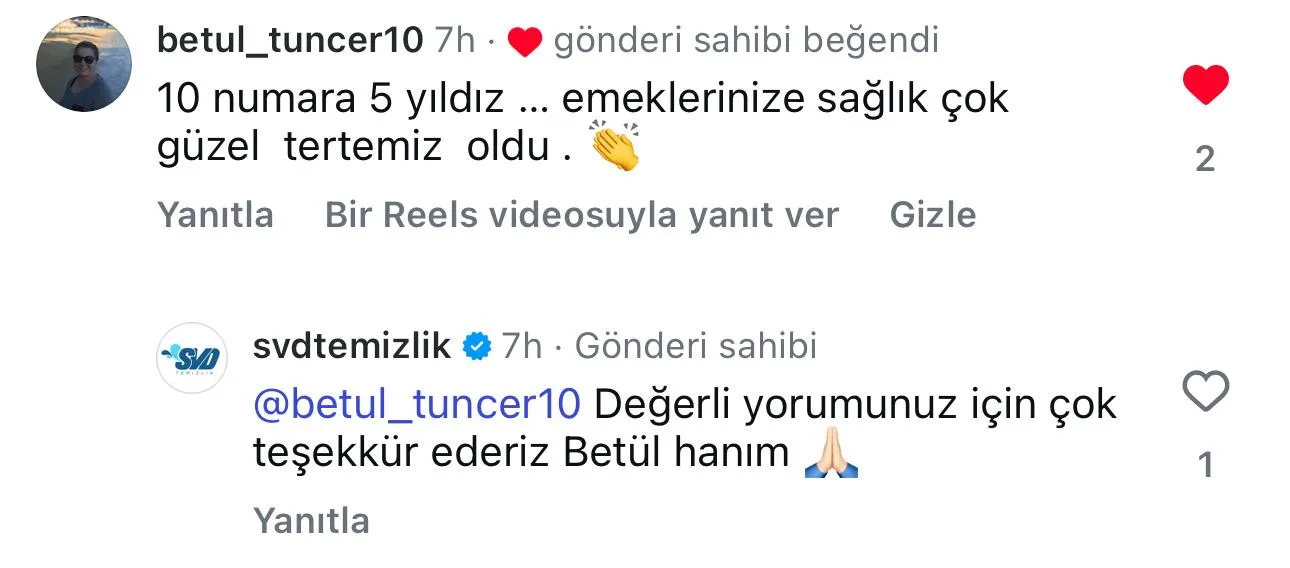 betul_tuncer10 7h · ❤️ gönderi sahibi beğendi
10 numara 5 yıldız ... emeklerinize sağlık çok
güzel  tertemiz  oldu . 👏
2
Yanıtla Bir Reels videosuyla yanıt ver Gizle
SVD
TEMİZLİK
svdtemizlik 7h · Gönderi sahibi
@betul_tuncer10 Değerli yorumunuz için çok
teşekkür ederiz Betül hanım 🙏🏻
1
Yanıtla